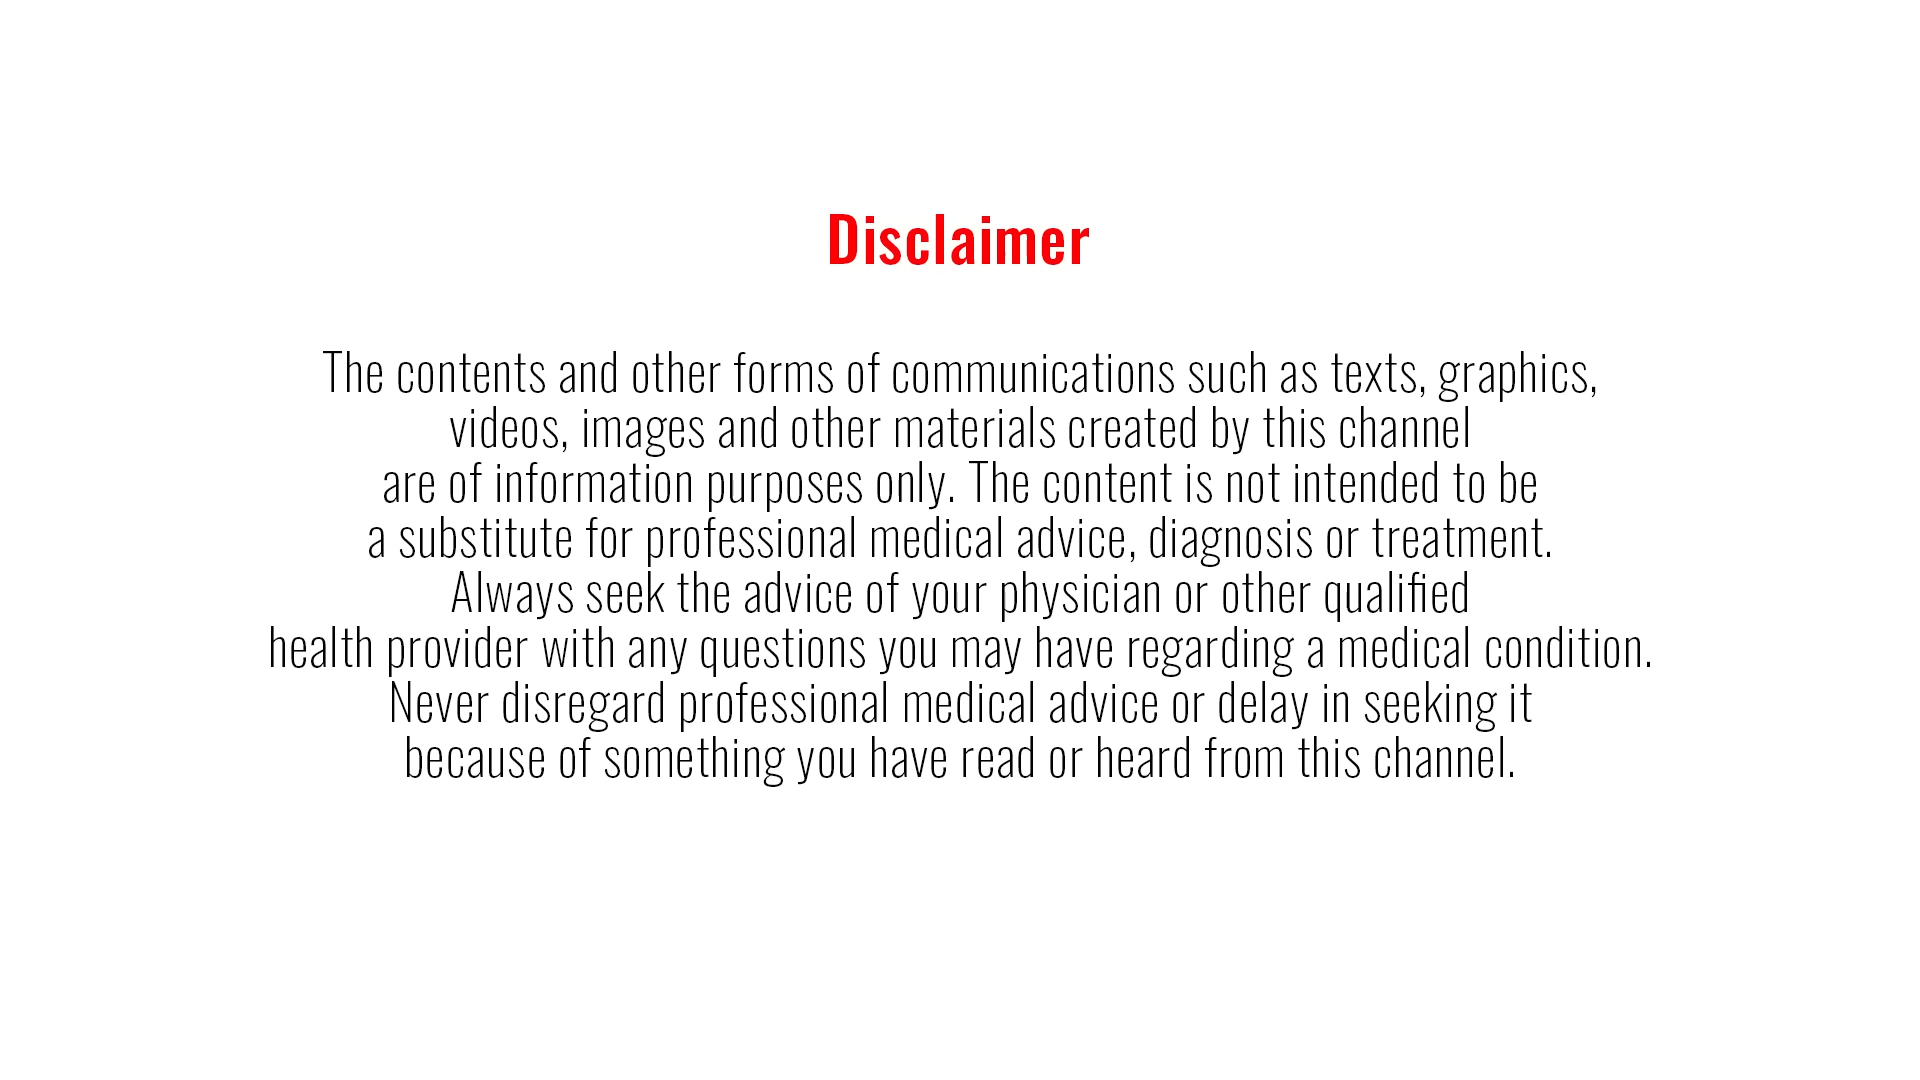 Disclaimer
The contents and other forms of communications such as texts, graphics,
videos, images and other materials created by this channel
are of information purposes only. The content is not intended to be
a substitute for professional medical advice, diagnosis or treatment.
Always seek the advice of your physician or other qualified
health provider with any questions you may have regarding a medical condition.
Never disregard professional medical advice or delay in seeking it
because of something you have read or heard from this channel.